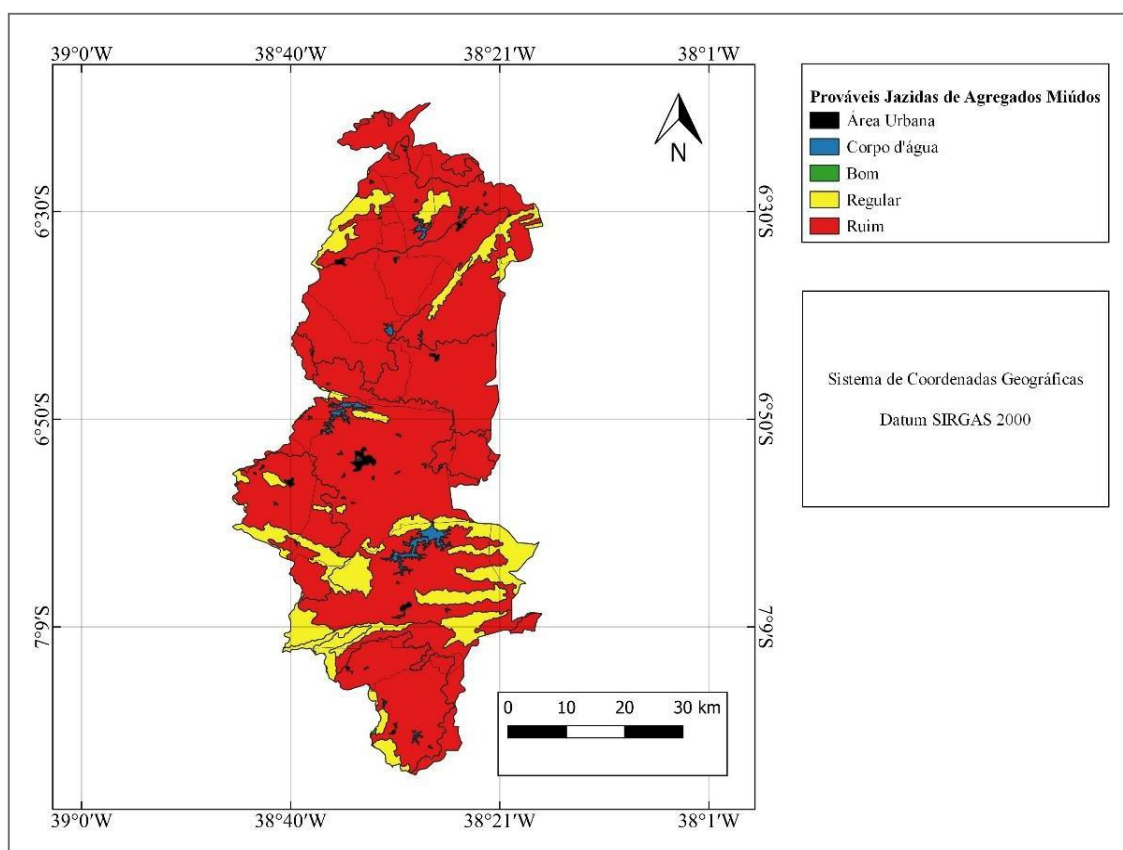 39°0'W 38°40'W 38°21'W 38°1'W
6°30'S
6°50'S
7°9'S
6°30'S
6°50'S
7°9'S
N
0 10 20 30 km
39°0'W 38°40'W 38°21'W 38°1'W
Prováveis Jazidas de Agregados Miúdos
Área Urbana
Corpo d'água
Bom
Regular
Ruim
Sistema de Coordenadas Geográficas
Datum SIRGAS 2000